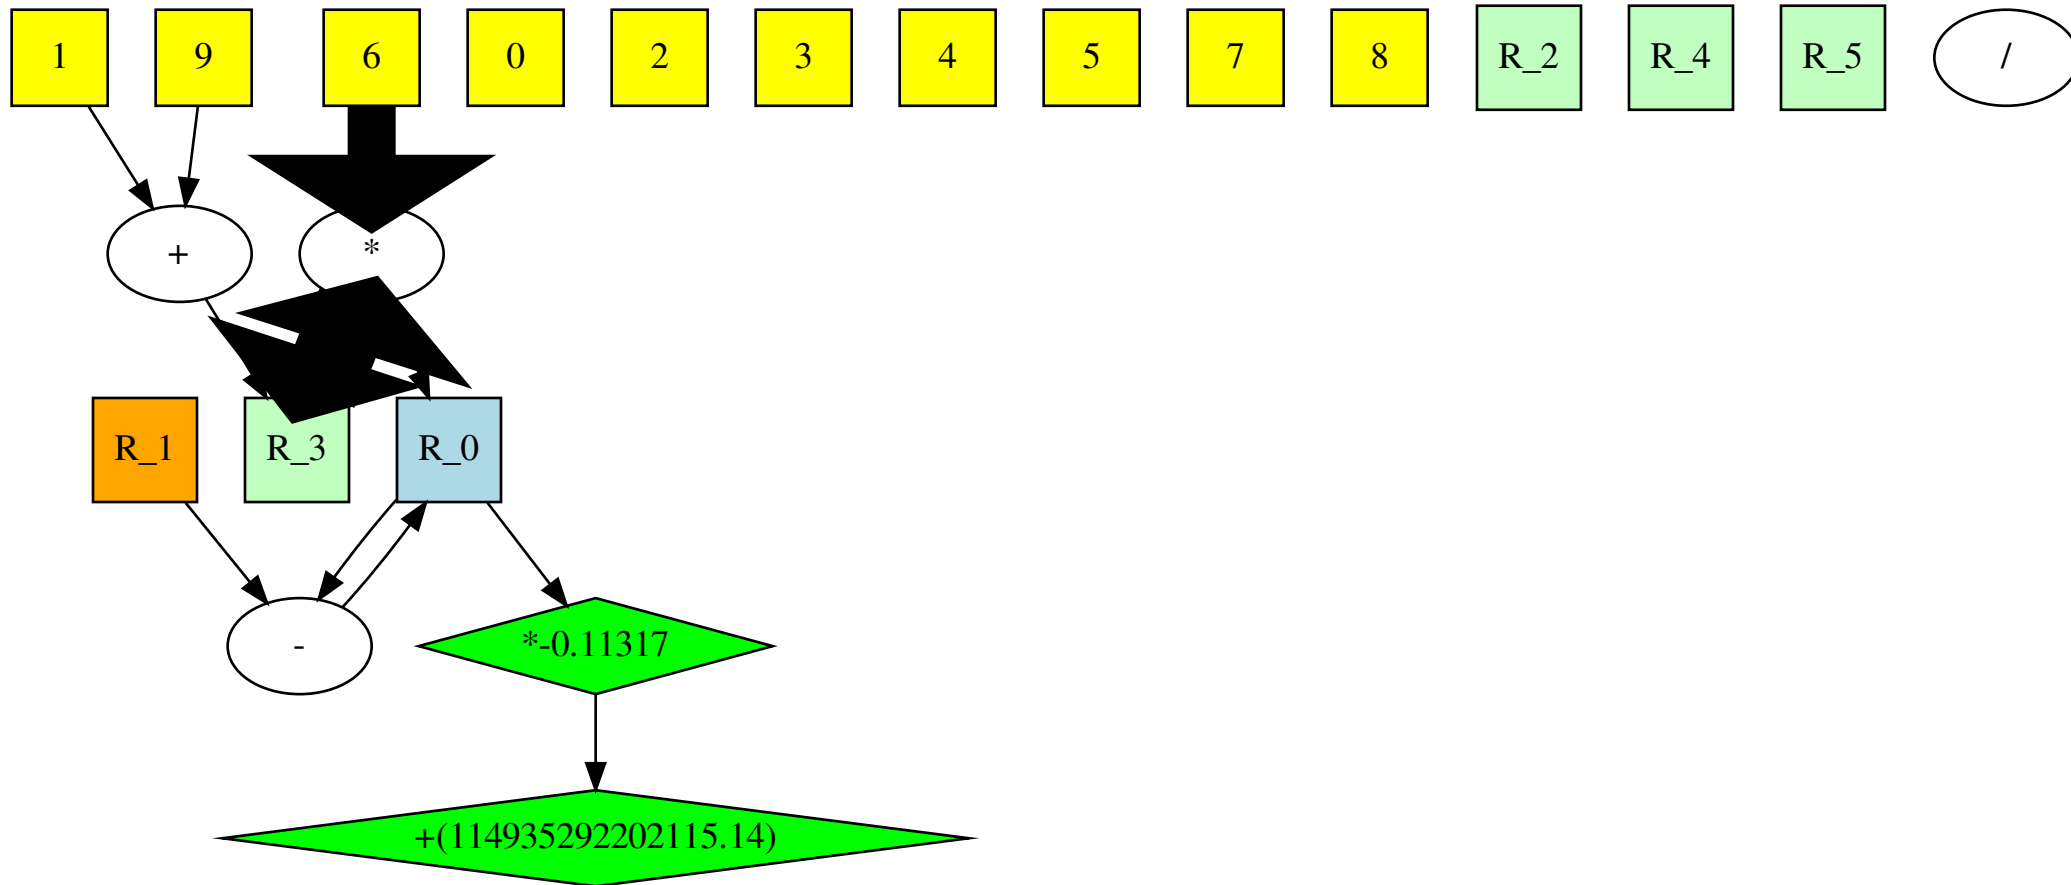 1 9 6 0 2 3 4 5 7 8 R_2 R_4 R_5 /
+ *
R_1 R_3 R_0
- *-0.11317
+(114935292202115.14)